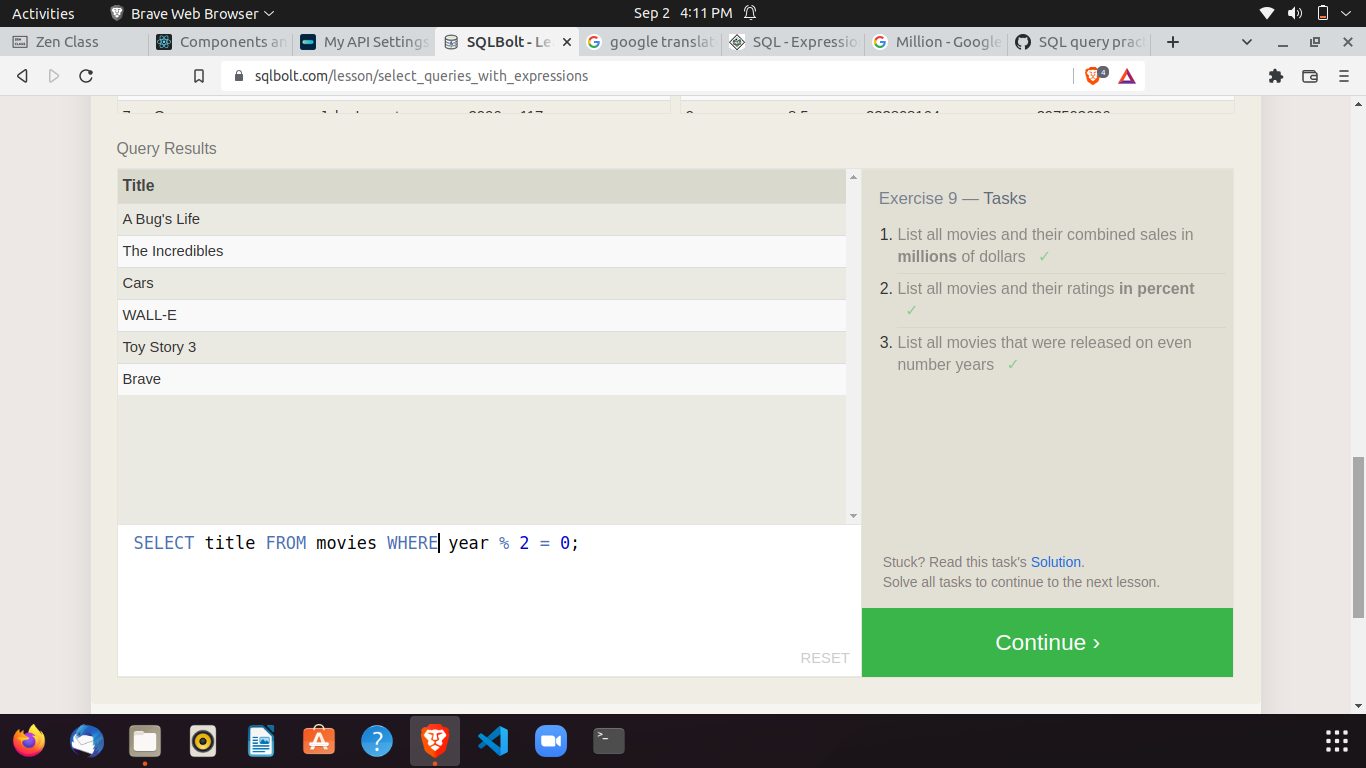 Activities Brave Web Browser Sep 2 4:11 PM
Zen Class Components an My API Settings SQLBolt - Le google translat SQL - Expressio Million - Google SQL query prac
sqlbolt.com/lesson/select_queries_with_expressions 4
Query Results
Title
A Bug's Life
The Incredibles
Cars
WALL-E
Toy Story 3
Brave
Exercise 9 — Tasks
1. List all movies and their combined sales in
millions of dollars ✓
2. List all movies and their ratings in percent
✓
3. List all movies that were released on even
number years ✓
SELECT title FROM movies WHERE year % 2 = 0;
RESET
Stuck? Read this task's Solution.
Solve all tasks to continue to the next lesson.
Continue ›